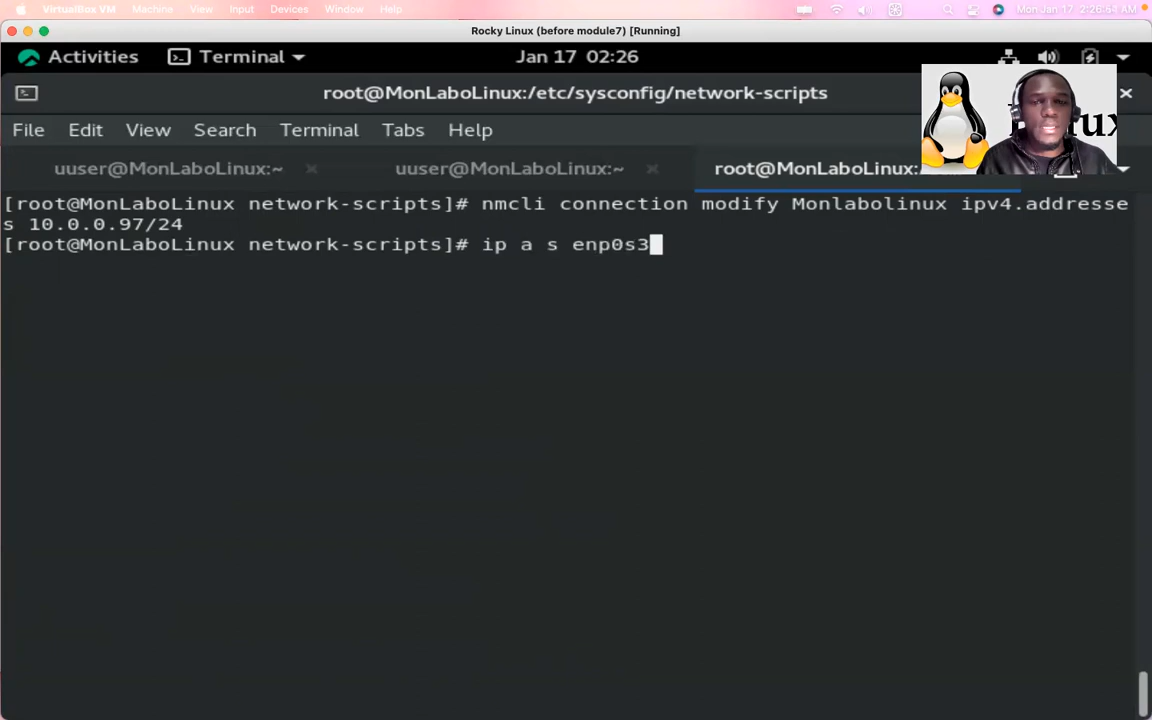 VirtualBox VM Machine View Input Devices Window Help Mon Jan 17 2:26:54 AM
Rocky Linux (before module7) [Running]
Activities Terminal Jan 17 02:26
root@MonLaboLinux:/etc/sysconfig/network-scripts
File Edit View Search Terminal Tabs Help
uuser@MonLaboLinux:~ uuser@MonLaboLinux:~ root@MonLaboLinux:
[root@MonLaboLinux network-scripts]# nmcli connection modify Monlabolinux ipv4.addresse
s 10.0.0.97/24
[root@MonLaboLinux network-scripts]# ip a s enp0s3